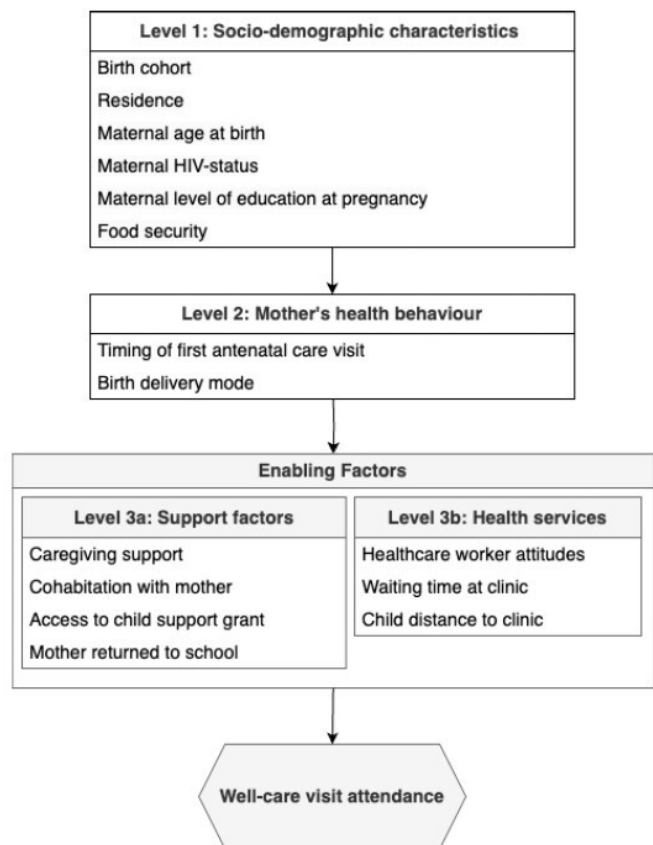 Level 1: Socio-demographic characteristics
Birth cohort
Residence
Maternal age at birth
Maternal HIV-status
Maternal level of education at pregnancy
Food security
Level 2: Mother's health behaviour
Timing of first antenatal care visit
Birth delivery mode
Enabling Factors
Level 3a: Support factors
Caregiving support
Cohabitation with mother
Access to child support grant
Mother returned to school
Level 3b: Health services
Healthcare worker attitudes
Waiting time at clinic
Child distance to clinic
Well-care visit attendance